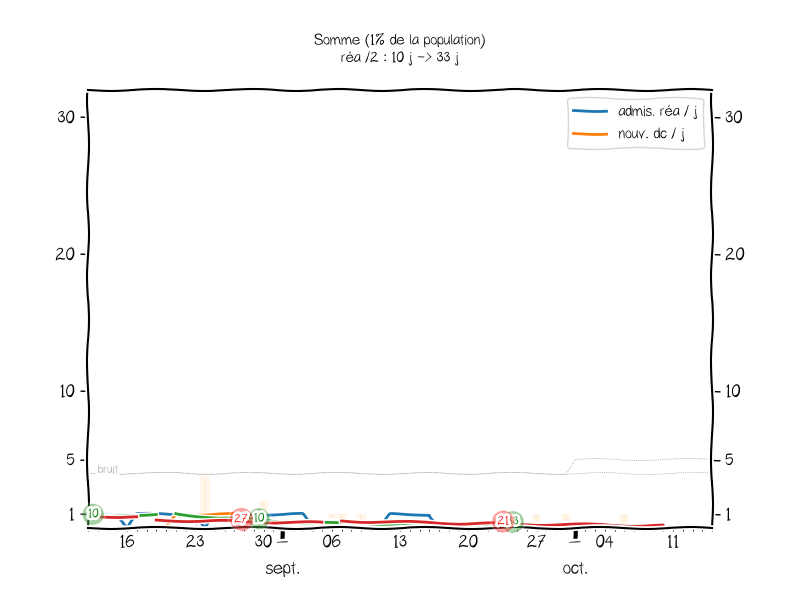 Somme (1% de la population)
réa /2 : 10 j -> 33 j
admis. réa / j
nouv. dc / j
30 30
20 20
10 10
5 5
bruit
1 1
10 27 10 21
16 23 30 06 13 20 27 04 11
sept. oct.